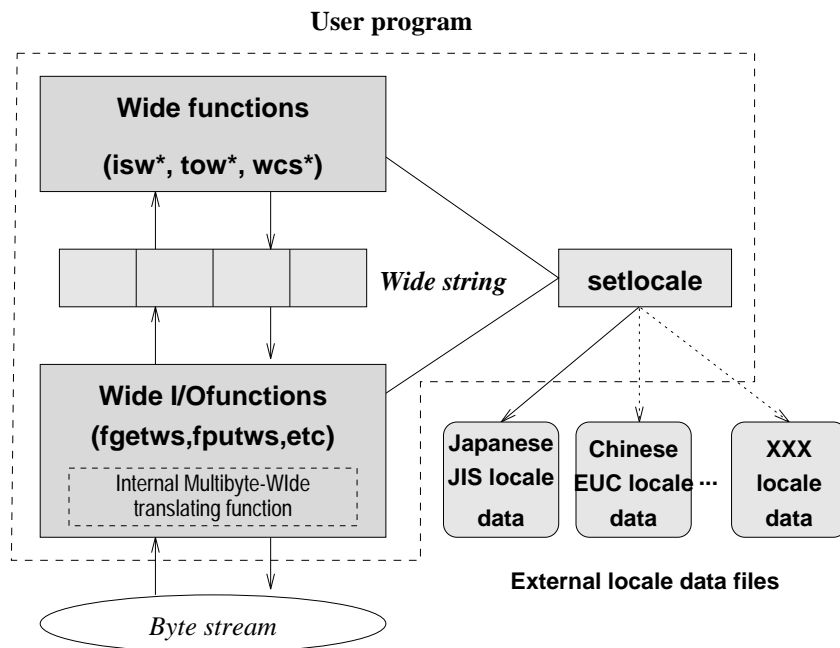 User program
Wide functions
(isw*, tow*, wcs*)
Wide string
setlocale
Wide I/Ofunctions
(fgetws,fputws,etc)
Internal Multibyte-WIde
translating function
Japanese
JIS locale
data
Chinese
EUC locale
data
...
XXX
locale
data
External locale data files
Byte stream